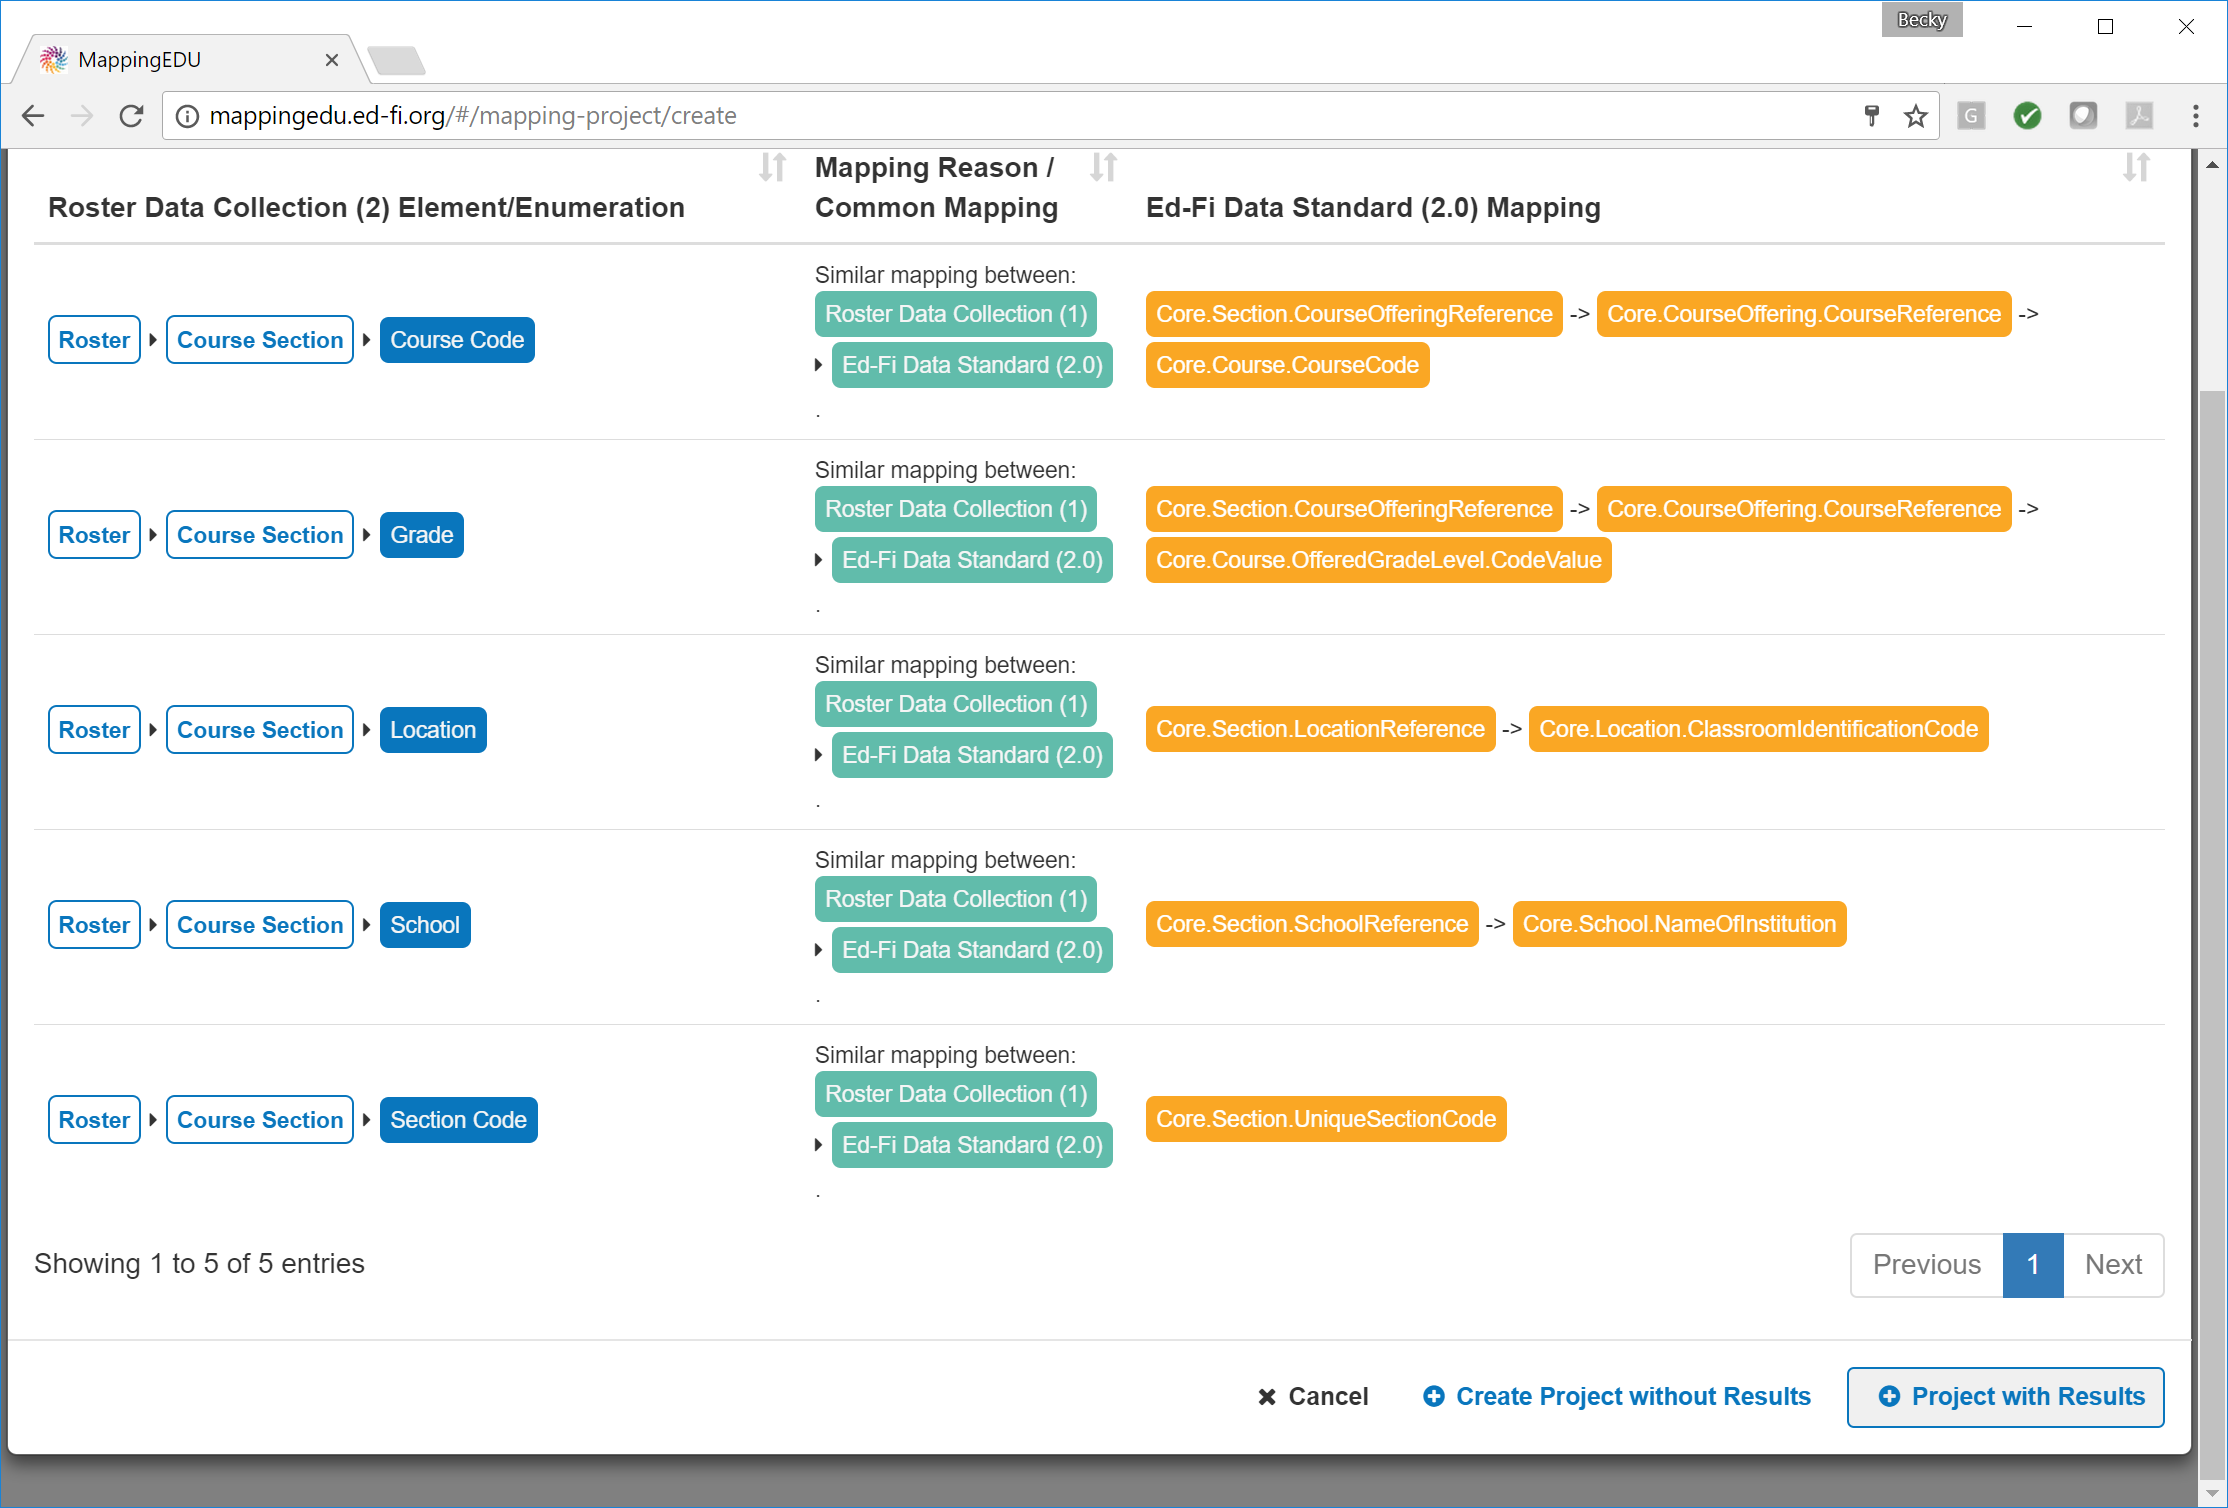 Becky
MappingEDU
mappingedu.ed-fi.org/#/mapping-project/create
G
Roster Data Collection (2) Element/Enumeration
Mapping Reason /
Common Mapping
Ed-Fi Data Standard (2.0) Mapping
Roster Course Section Course Code
Similar mapping between:
Roster Data Collection (1)
Ed-Fi Data Standard (2.0)
.
Core.Section.CourseOfferingReference -> Core.CourseOffering.CourseReference ->
Core.Course.CourseCode
Roster Course Section Grade
Similar mapping between:
Roster Data Collection (1)
Ed-Fi Data Standard (2.0)
.
Core.Section.CourseOfferingReference -> Core.CourseOffering.CourseReference ->
Core.Course.OfferedGradeLevel.CodeValue
Roster Course Section Location
Similar mapping between:
Roster Data Collection (1)
Ed-Fi Data Standard (2.0)
.
Core.Section.LocationReference -> Core.Location.ClassroomIdentificationCode
Roster Course Section School
Similar mapping between:
Roster Data Collection (1)
Ed-Fi Data Standard (2.0)
.
Core.Section.SchoolReference -> Core.School.NameOfInstitution
Roster Course Section Section Code
Similar mapping between:
Roster Data Collection (1)
Ed-Fi Data Standard (2.0)
.
Core.Section.UniqueSectionCode
Showing 1 to 5 of 5 entries
Previous 1 Next
Cancel Create Project without Results Project with Results